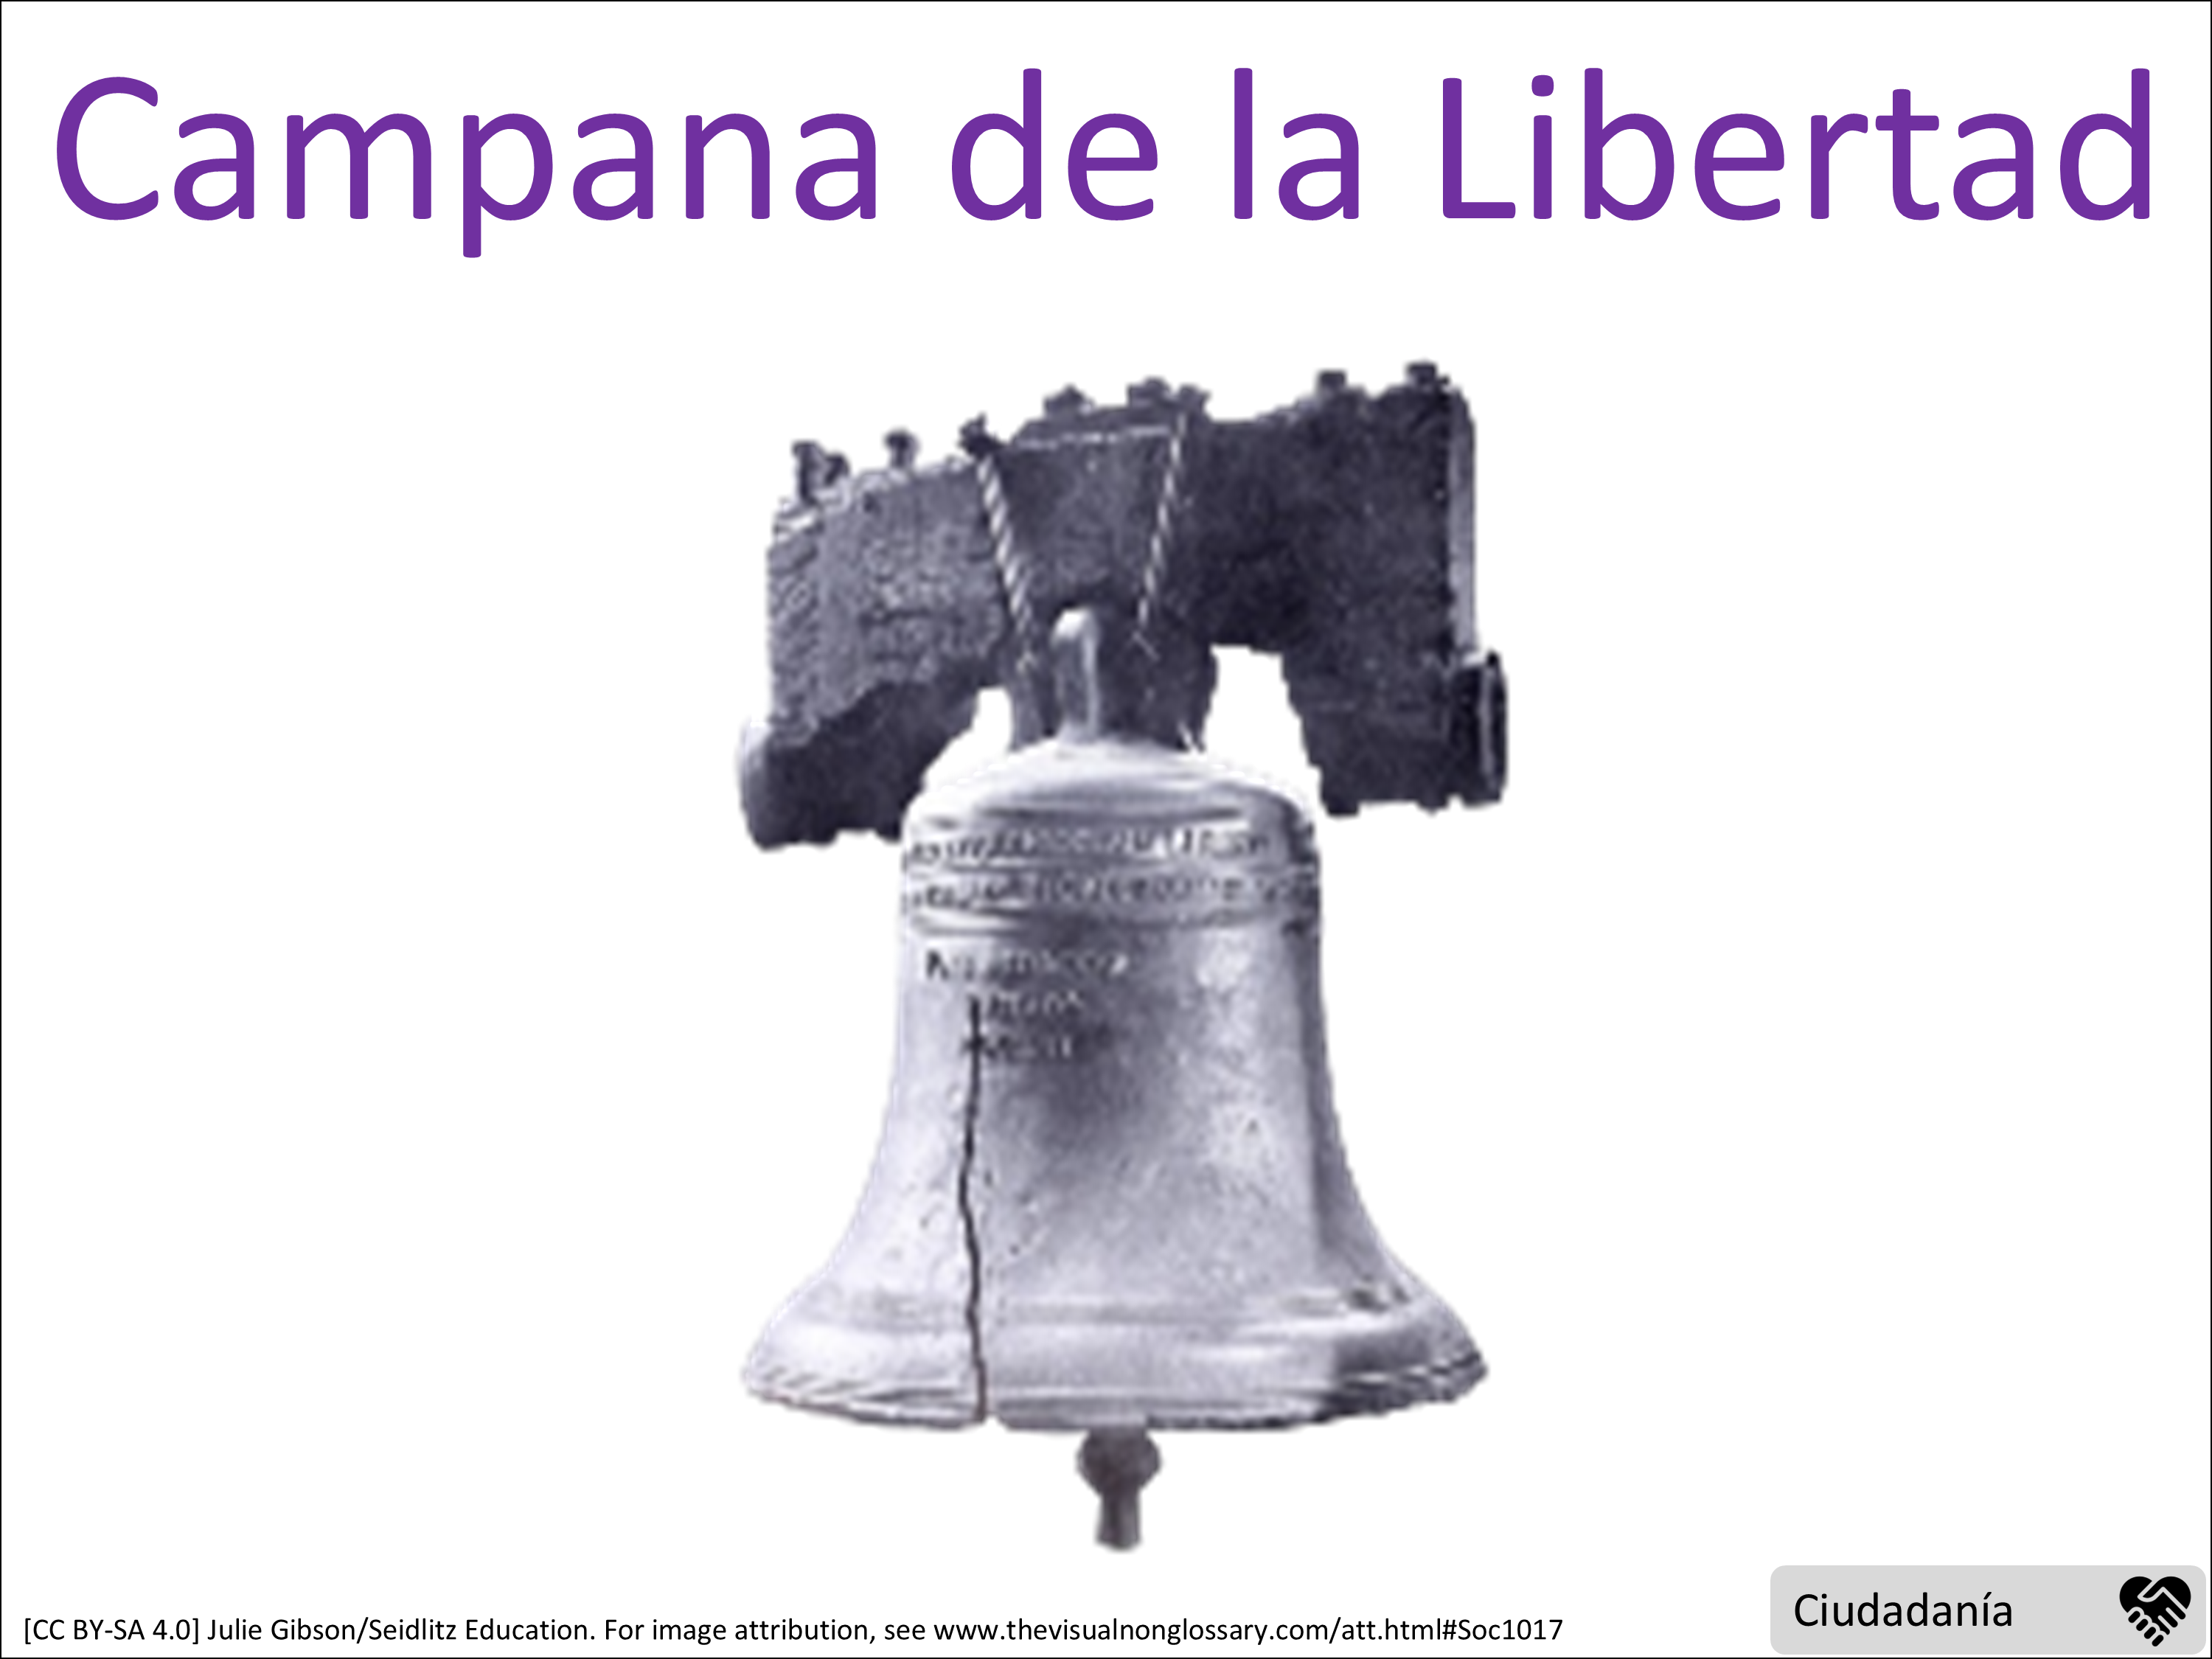 Campana de la Libertad
[CC BY-SA 4.0] Julie Gibson/Seidlitz Education. For image attribution, see www.thevisualnonglossary.com/att.html#Soc1017
Ciudadanía